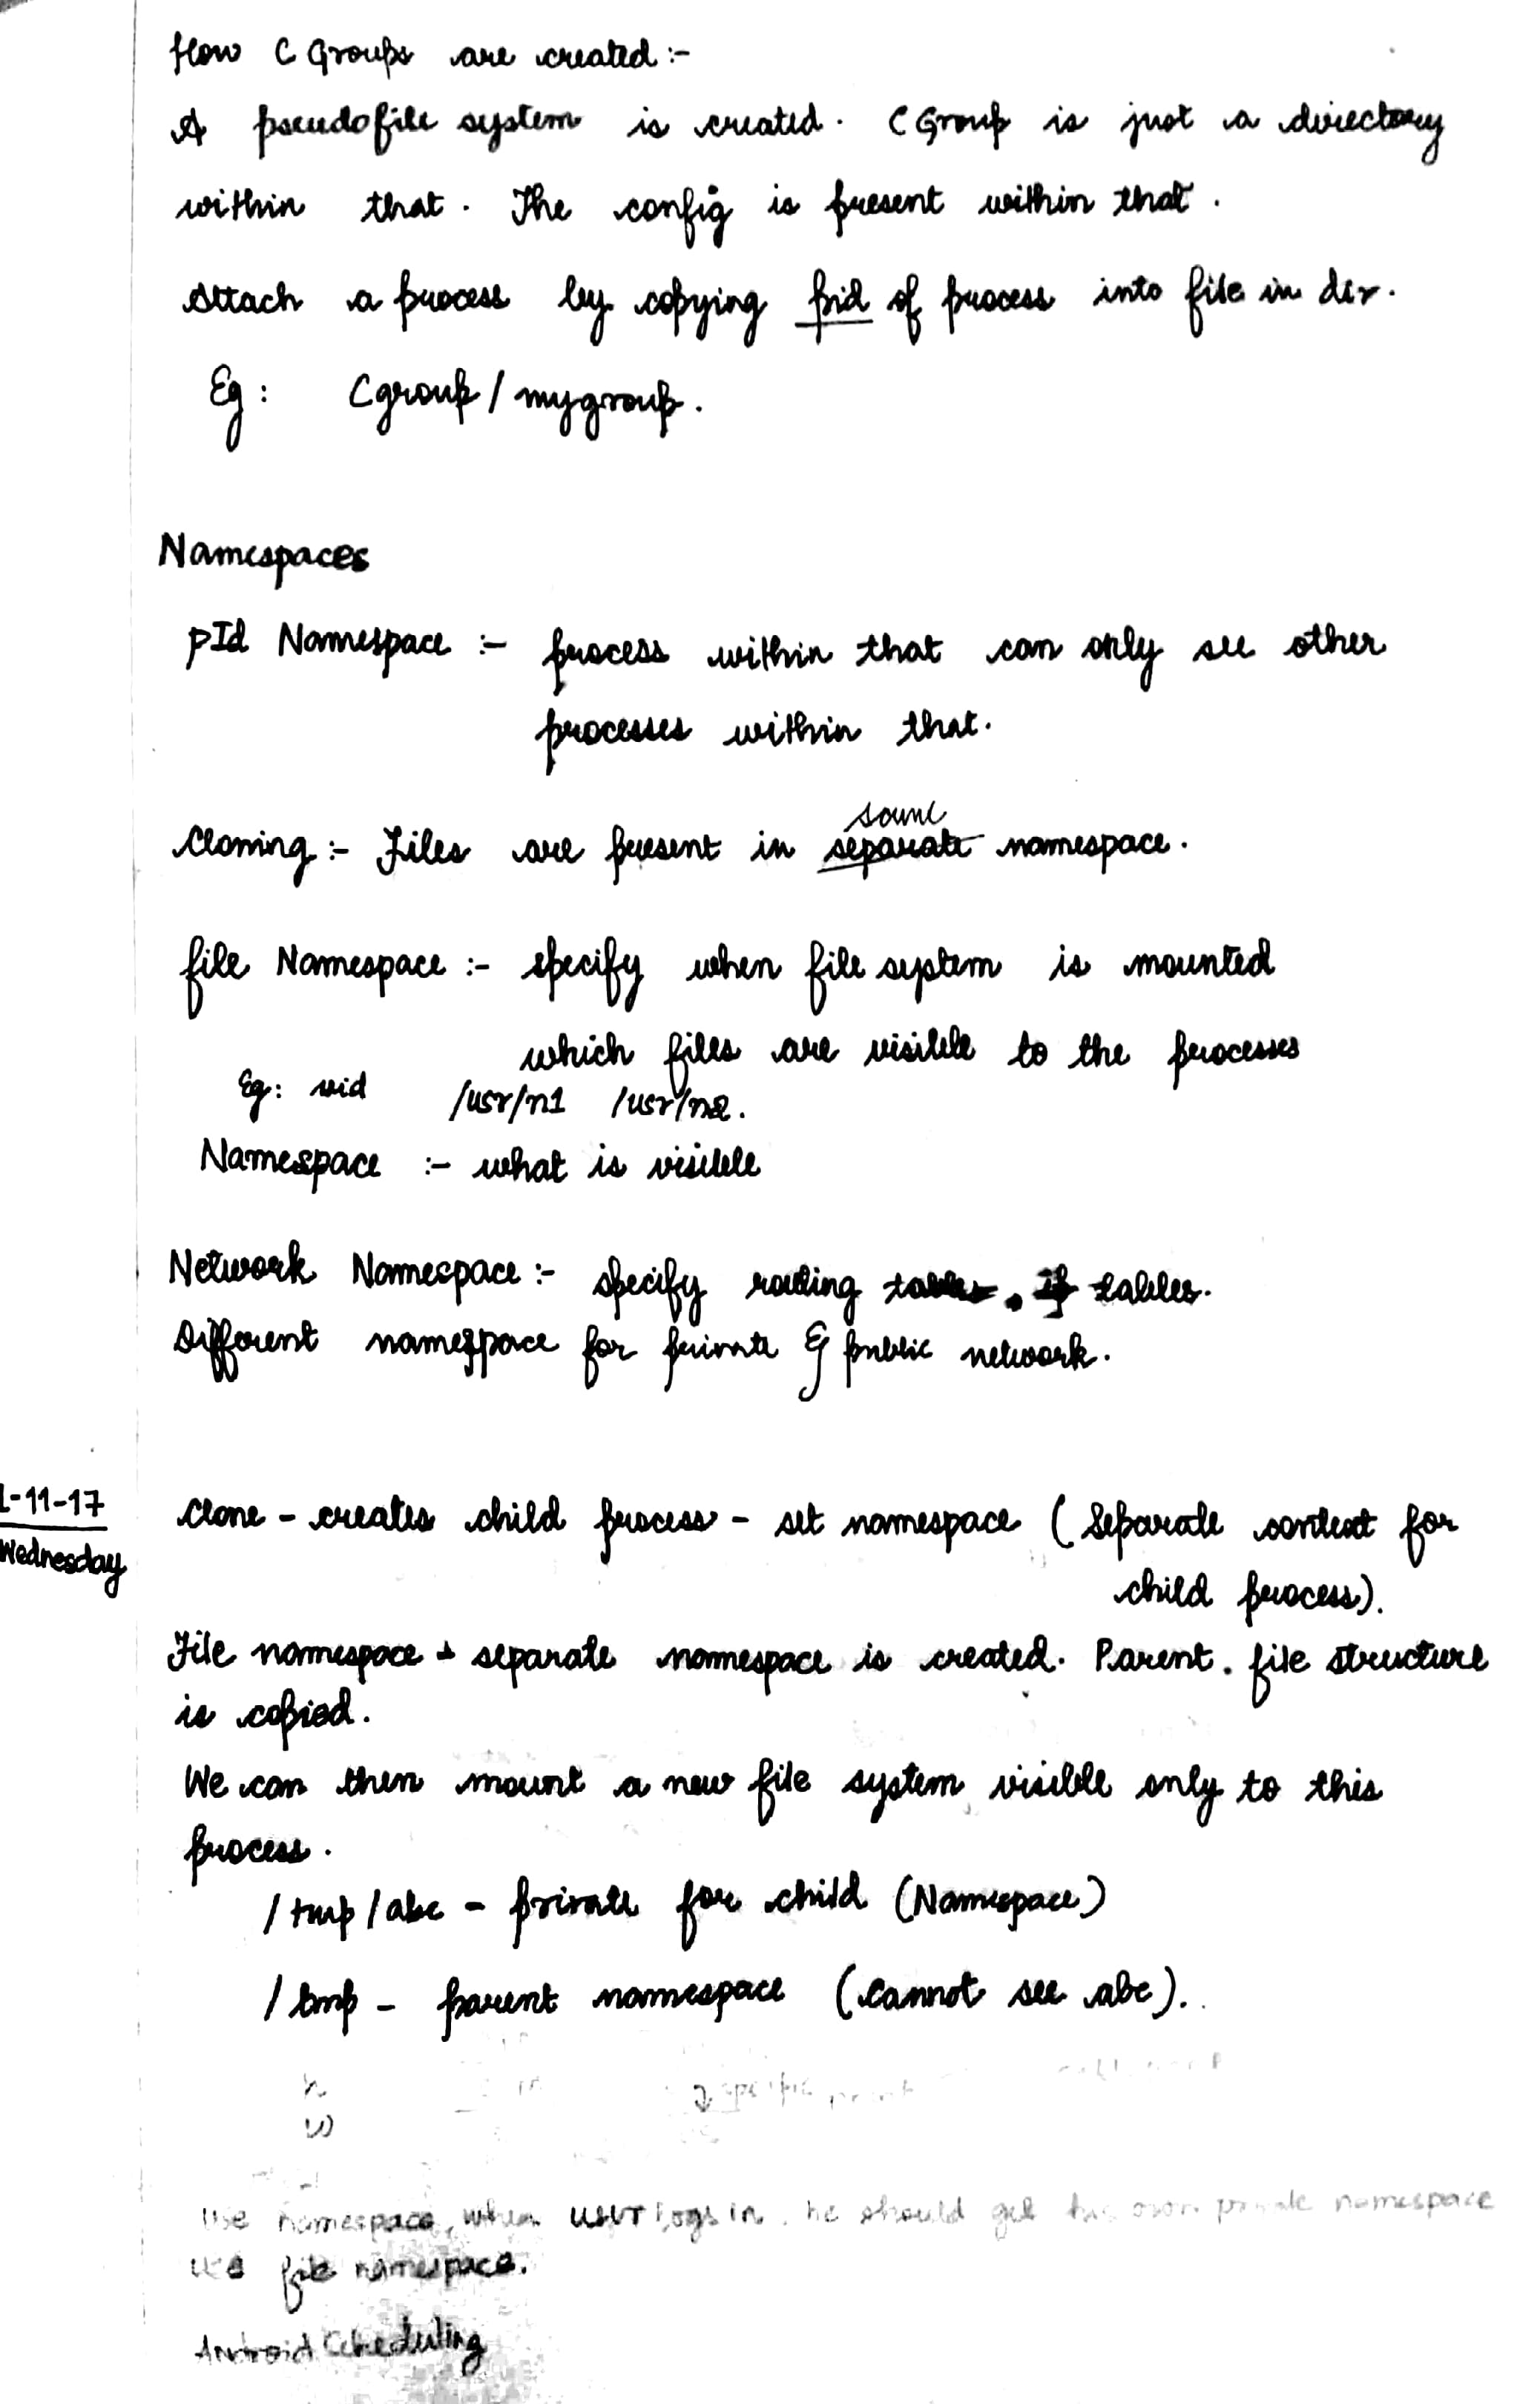 How C Groups are created :-
A pseudofile system is created. C Group is just a directory
within that. The config is present within that.
Attach a process by copying pid of process into file in dir.
Eg: Cgroup / mygroup.
Namespaces
pId Namespace :- process within that can only see other
processes within that.
same
Cloning :- Files are present in separate namespace.
file Namespace :- specify when file system is mounted
which files are visible to the processes
Eg: /usr/n1 /usr/n2.
Namespace :- what is visible
Network Namespace :- specify routing tables. tables.
Different namespace for private & public network.
1-11-17
Wednesday
Clone - creates child process - set namespace (Separate context for
child process).
File namespace - separate namespace is created. Parent. file structure
is copied.
We can then mount a new file system visible only to this
process.
/ tmp / abc - private for child (Namespace)
/ tmp - parent namespace (cannot see abc).
specific
Use namespace, when user logs in. he should get his own private namespace
use file namespace.
Android Scheduling